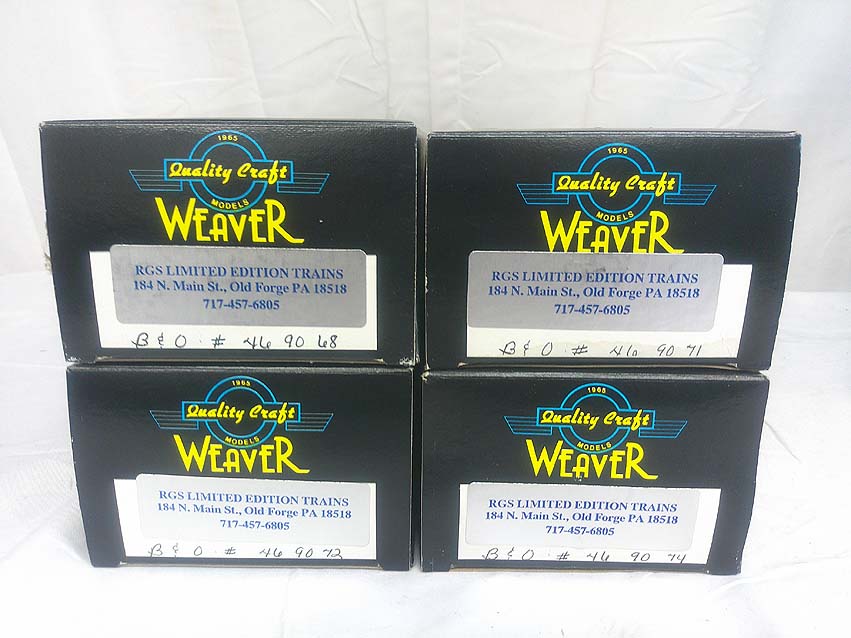 1965
Quality Craft
MODELS
WEAVER
RGS LIMITED EDITION TRAINS
184 N. Main St., Old Forge PA 18518
717-457-6805
B & O # 46 90 68
1965
Quality Craft
MODELS
WEAVER
RGS LIMITED EDITION TRAINS
184 N. Main St., Old Forge PA 18518
717-457-6805
B & O # 46 90 71
1965
Quality Craft
MODELS
WEAVER
RGS LIMITED EDITION TRAINS
184 N. Main St., Old Forge PA 18518
717-457-6805
B & O # 46 90 72
1965
Quality Craft
MODELS
WEAVER
RGS LIMITED EDITION TRAINS
184 N. Main St., Old Forge PA 18518
717-457-6805
B & O # 46 90 74